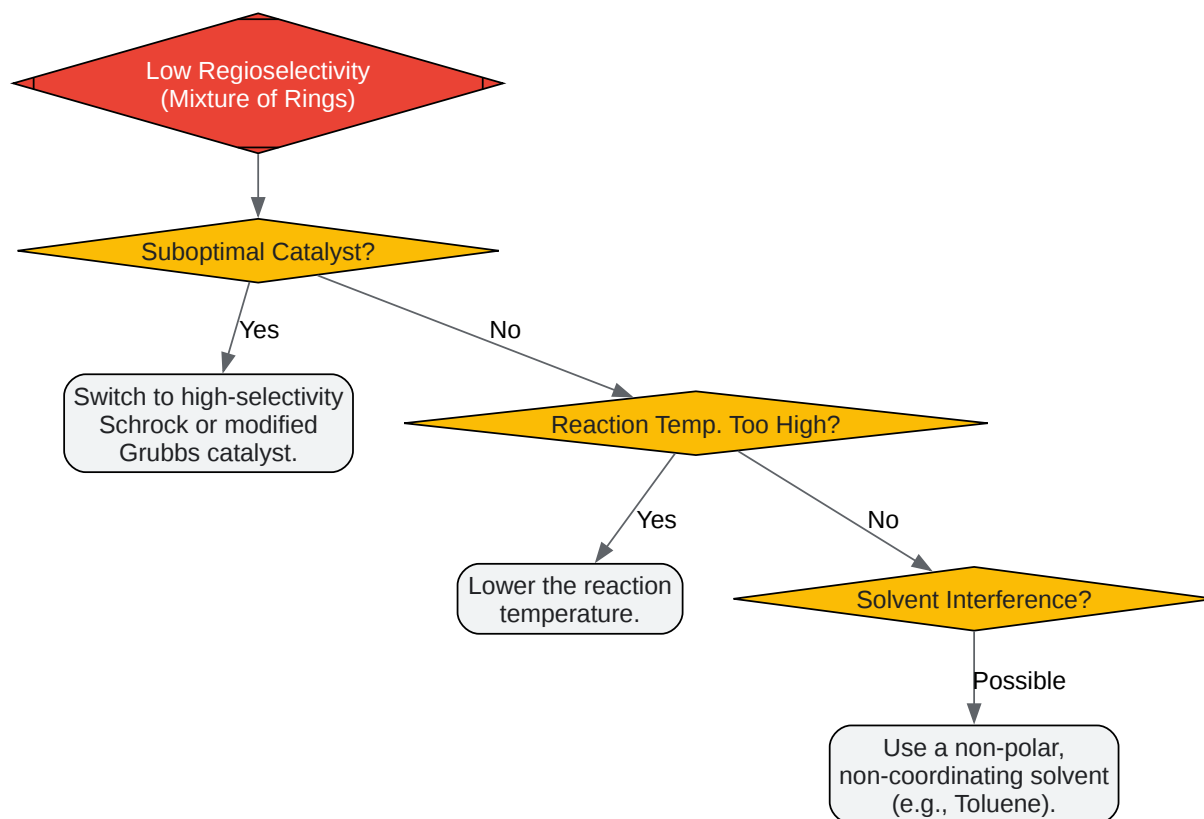 Low Regioselectivity
(Mixture of Rings)
Suboptimal Catalyst?
Yes
No
Switch to high-selectivity
Schrock or modified
Grubbs catalyst.
Reaction Temp. Too High?
Yes
No
Lower the reaction
temperature.
Solvent Interference?
Possible
Use a non-polar,
non-coordinating solvent
(e.g., Toluene).